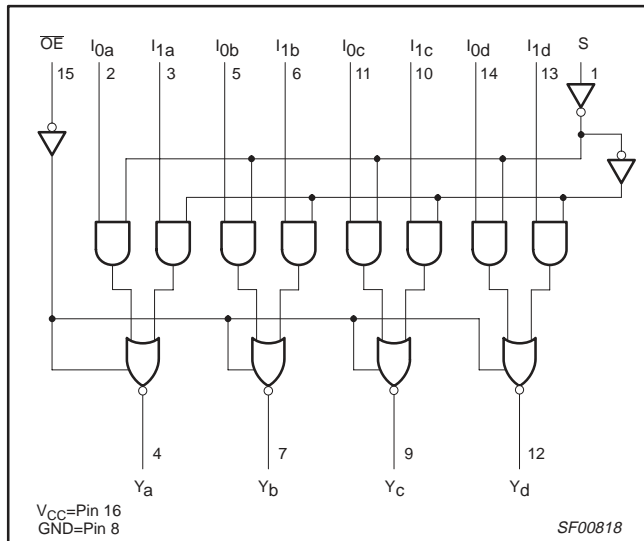 OE I0a I1a I0b I1b I0c I1c I0d I1d S
15 2 3 5 6 11 10 14 13 1
4 7 9 12
Ya Yb Yc Yd
VCC=Pin 16
GND=Pin 8
SF00818